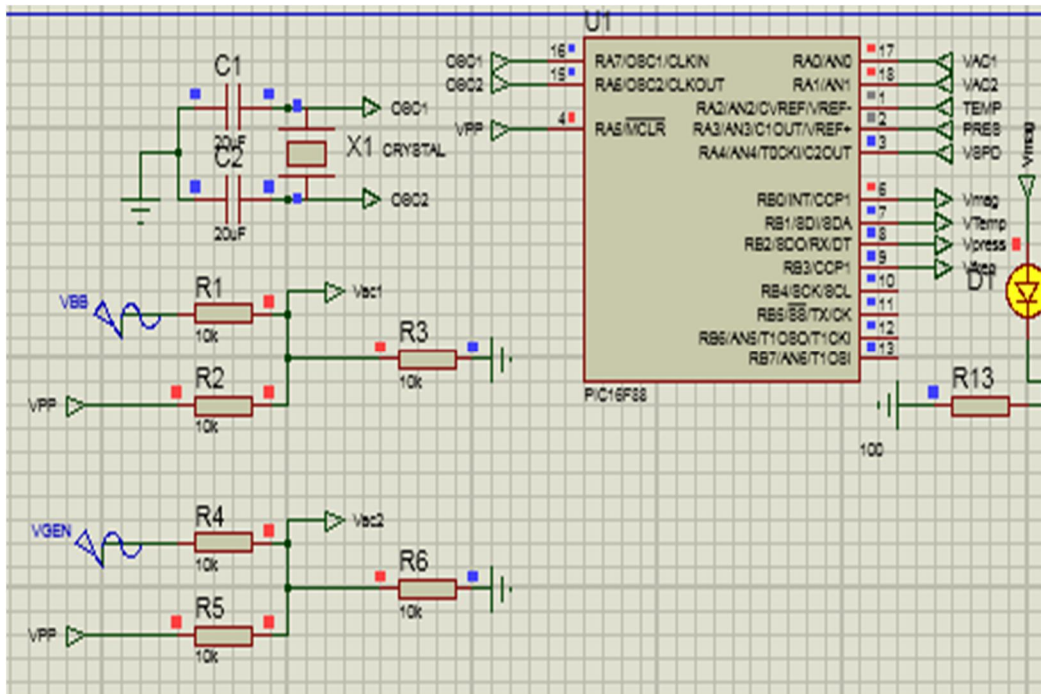 U1
C1
20uF
C2
20uF
X1 CRYSTAL
OSC1
OSC2
OSC1
OSC2
VPP
16
15
4
RA7/OSC1/CLKIN
RA6/OSC2/CLKOUT
RA5/MCLR
RA0/AN0
RA1/AN1
RA2/AN2/CVREF/VREF-
RA3/AN3/C1OUT/VREF+
RA4/AN4/T0CKI/C2OUT
RB0/INT/CCP1
RB1/SDI/SDA
RB2/SDO/RX/DT
RB3/CCP1
RB4/SCK/SCL
RB5/SS/TX/CK
RB6/AN5/T1OSO/T1CKI
RB7/AN6/T1OSI
17
18
1
2
3
6
7
8
9
10
11
12
13
VAC1
VAC2
TEMP
PRES
VSPD
Vmag
VTemp
Vpress
PIC16F88
Vmag
D1
R13
100
VBB
R1
10k
Vac1
R3
10k
VPP
R2
10k
VGEN
R4
10k
Vac2
R6
10k
VPP
R5
10k